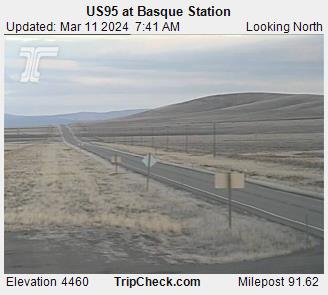 US95 at Basque Station
Updated: Mar 11 2024 7:41 AM Looking North
Elevation 4460 TripCheck.com Milepost 91.62